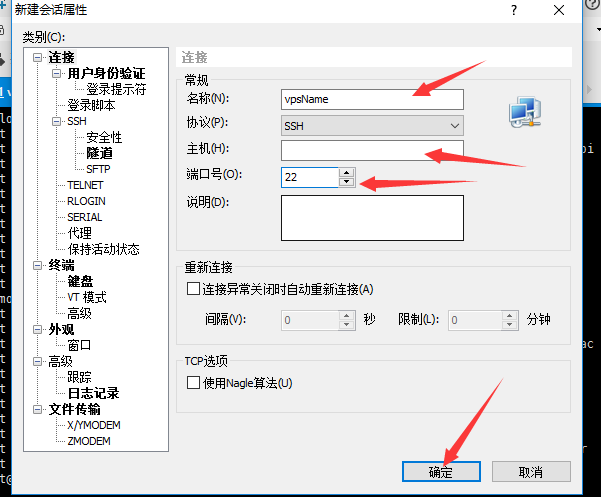 新建会话属性
?
类别(C):
连接
用户身份验证
登录提示符
登录脚本
SSH
安全性
隧道
SFTP
TELNET
RLOGIN
SERIAL
代理
保持活动状态
终端
键盘
VT 模式
高级
外观
窗口
高级
跟踪
日志记录
文件传输
X/YMODEM
ZMODEM
连接
常规
名称(N): vpsName
协议(P): SSH
主机(H):
端口号(O): 22
说明(D):
重新连接
连接异常关闭时自动重新连接(A)
间隔(V): 0 秒 限制(L): 0 分钟
TCP选项
使用Nagle算法(U)
确定 取消